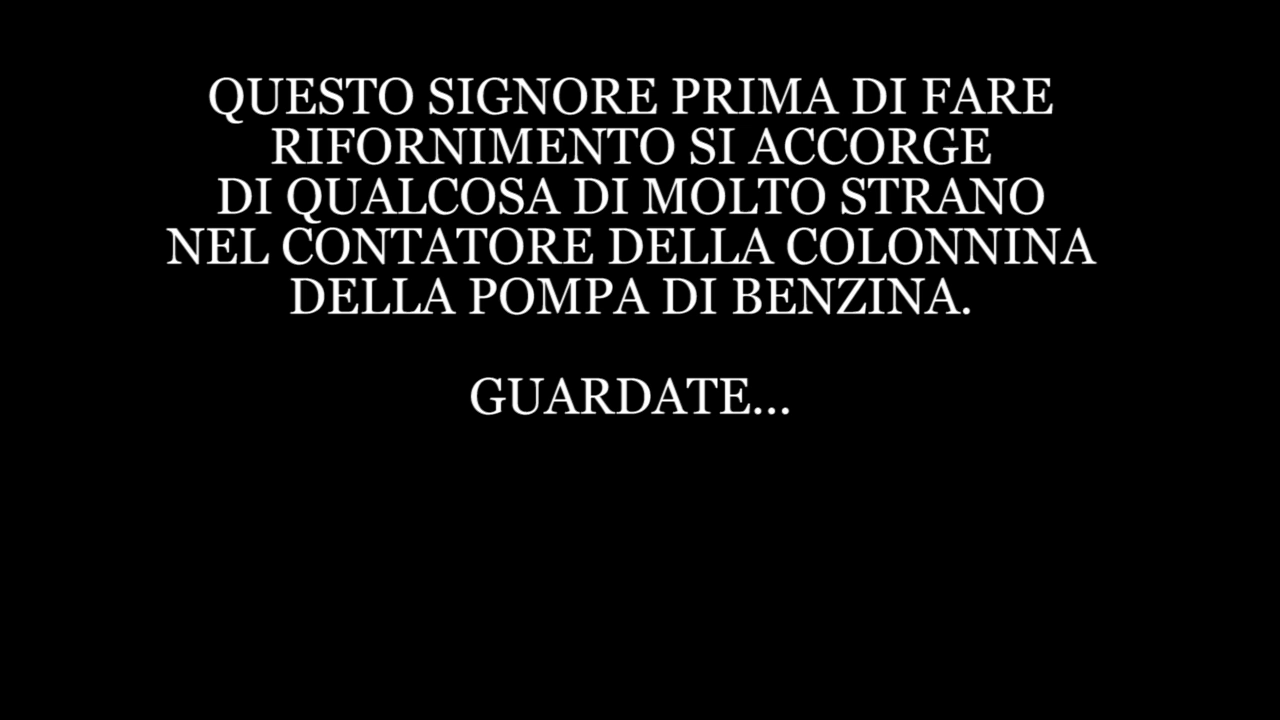 QUESTO SIGNORE PRIMA DI FARE
RIFORNIMENTO SI ACCORGE
DI QUALCOSA DI MOLTO STRANO
NEL CONTATORE DELLA COLONNINA
DELLA POMPA DI BENZINA.
GUARDATE...